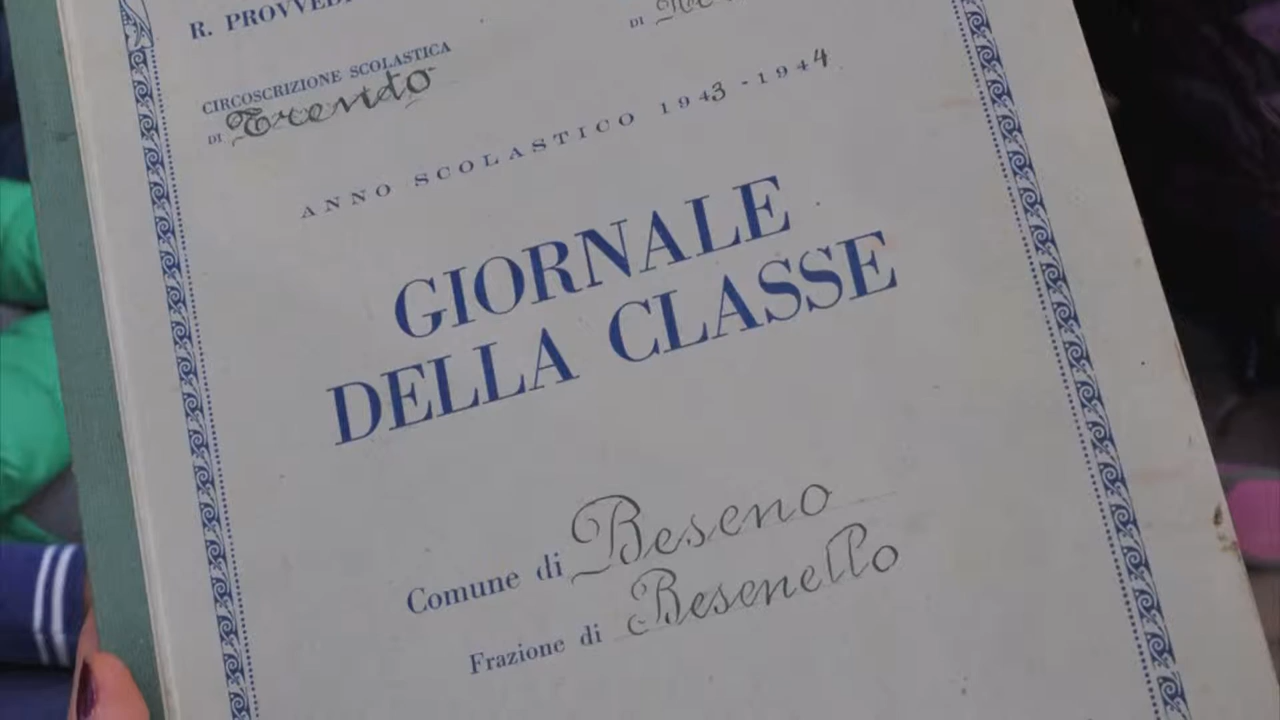 R. PROVVED
DI
CIRCOSCRIZIONE SCOLASTICA
DI Trento
ANNO SCOLASTICO 1943-1944
GIORNALE
DELLA CLASSE
Comune di Beseno
Frazione di Besenello